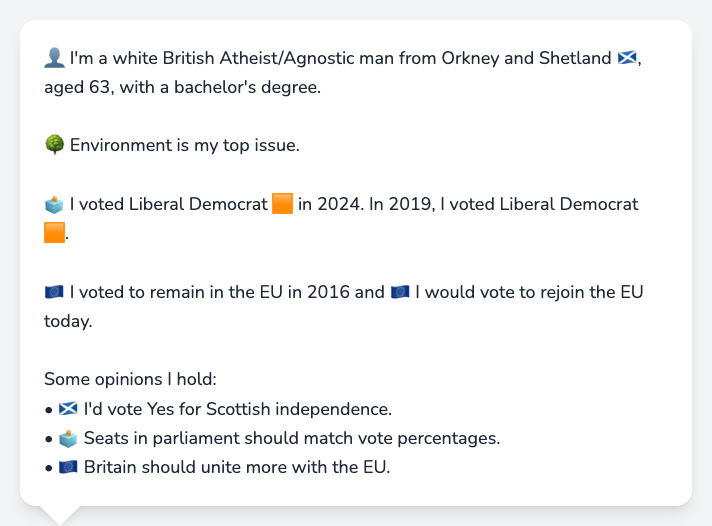 👤 I'm a white British Atheist/Agnostic man from Orkney and Shetland 🏴󠁧󠁢󠁳󠁣󠁴󠁿,
aged 63, with a bachelor's degree.
🌳 Environment is my top issue.
🗳️ I voted Liberal Democrat 🟧 in 2024. In 2019, I voted Liberal Democrat
🟧.
🇪🇺 I voted to remain in the EU in 2016 and 🇪🇺 I would vote to rejoin the EU
today.
Some opinions I hold:
• 🏴󠁧󠁢󠁳󠁣󠁴󠁿 I'd vote Yes for Scottish independence.
• 🗳️ Seats in parliament should match vote percentages.
• 🇪🇺 Britain should unite more with the EU.